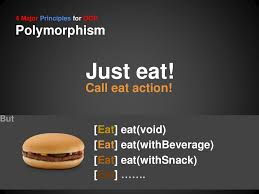 4 Major Principles for OOP
Polymorphism
Just eat!
Call eat action!
But
[Eat] eat(void)
[Eat] eat(withBeverage)
[Eat] eat(withSnack)
[Eat] …….